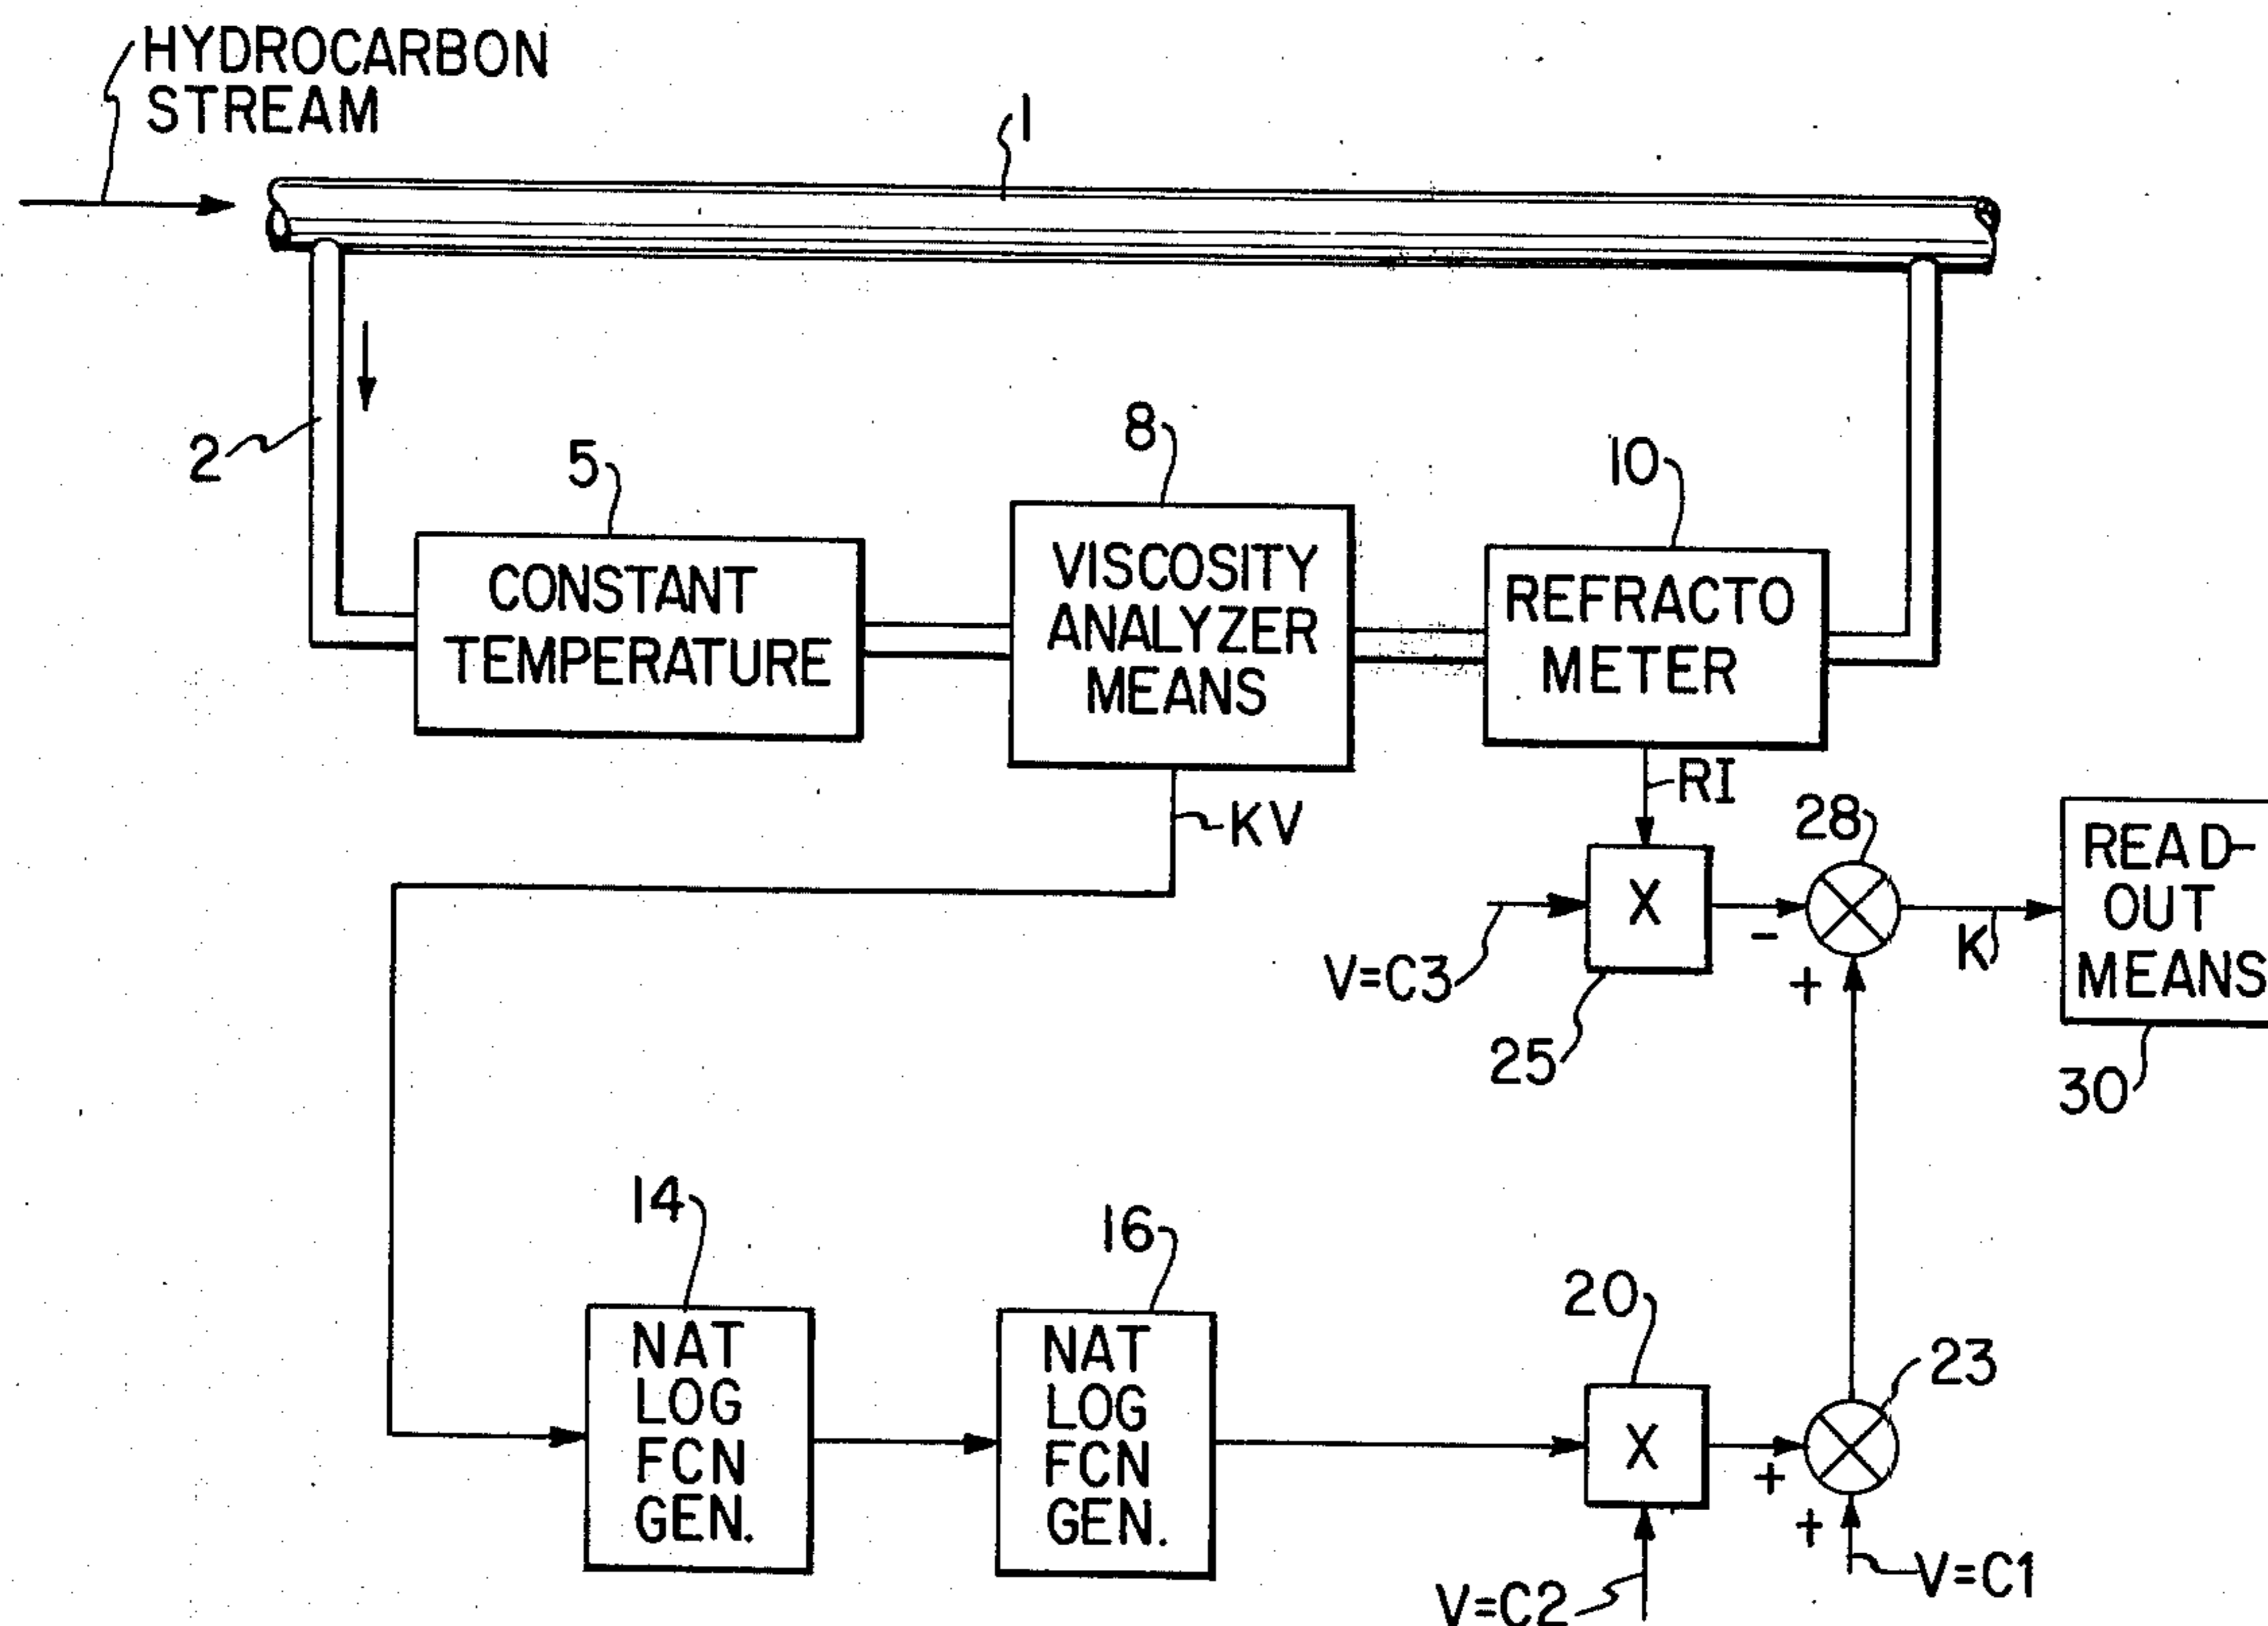 HYDROCARBON
STREAM
1
2
5
8
10
CONSTANT
TEMPERATURE
VISCOSITY
ANALYZER
MEANS
REFRACTO
METER
KV
RI
28
X
V=C3
-
+
K
25
READ-
OUT
MEANS
30
14
16
20
23
NAT
LOG
FCN
GEN.
NAT
LOG
FCN
GEN.
X
+
+
V=C2
V=C1